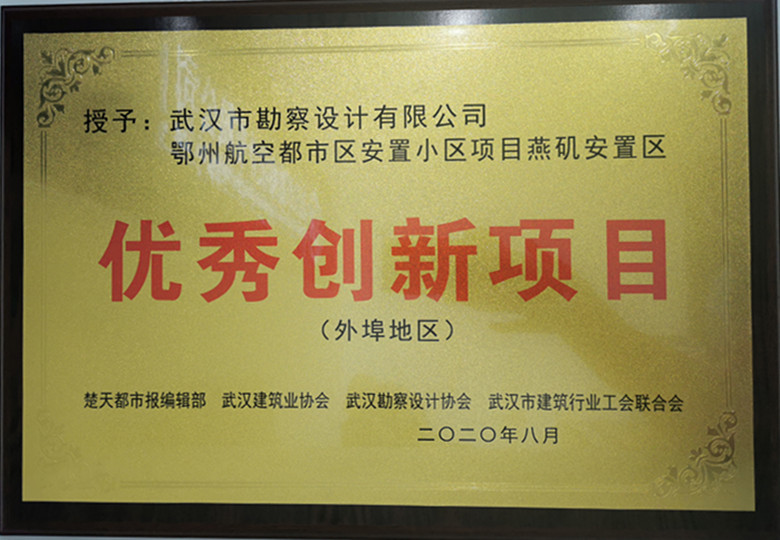 授予：武汉市勘察设计有限公司
鄂州航空都市区安置小区项目燕矶安置区
优秀创新项目
（外埠地区）
楚天都市报编辑部 武汉建筑业协会 武汉勘察设计协会 武汉市建筑行业工会联合会
二〇二〇年八月